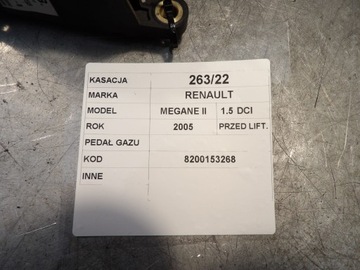 KASACJA 263/22
MARKA RENAULT
MODEL MEGANE II 1.5 DCI
ROK 2005 PRZED LIFT.
PEDAŁ GAZU
KOD 8200153268
INNE